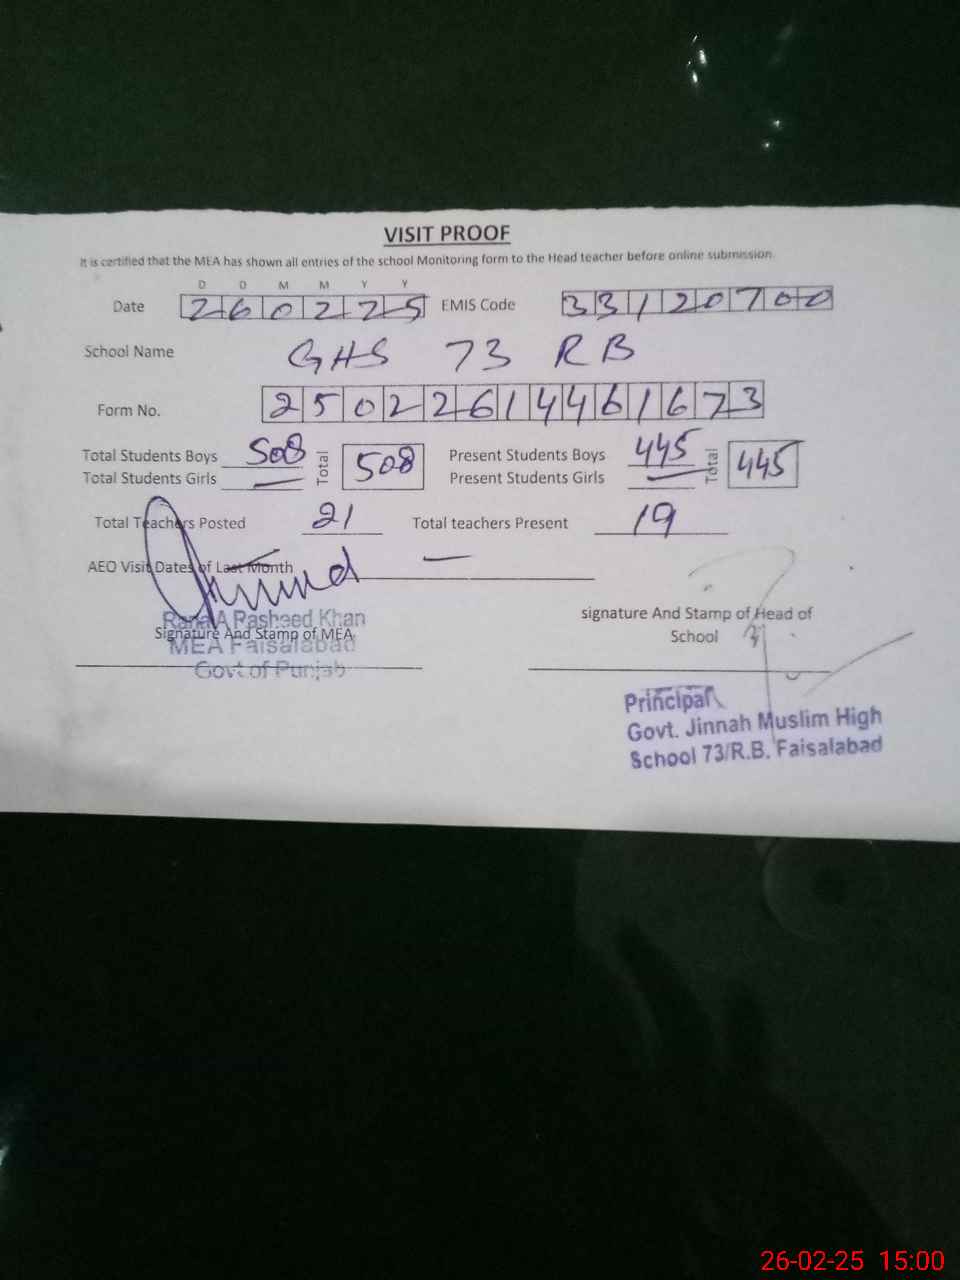 VISIT PROOF
It is certified that the MEA has shown all entries of the school Monitoring form to the Head teacher before online submission.
D D M M Y Y
Date 260225 EMIS Code 33120700
School Name GHS 73 RB
Form No. 25022614461673
Total Students Boys 508 Total 508 Present Students Boys 445 Total 445
Total Students Girls — Present Students Girls —
Total Teachers Posted 21 Total teachers Present 19
AEO Visit Dates of Last Month —
Rana A Rasheed Khan
Signature And Stamp of MEA
MEA Faisalabad
Govt of Punjab
signature And Stamp of Head of
School
Principal
Govt. Jinnah Muslim High
School 73/R.B. Faisalabad
26-02-25 15:00